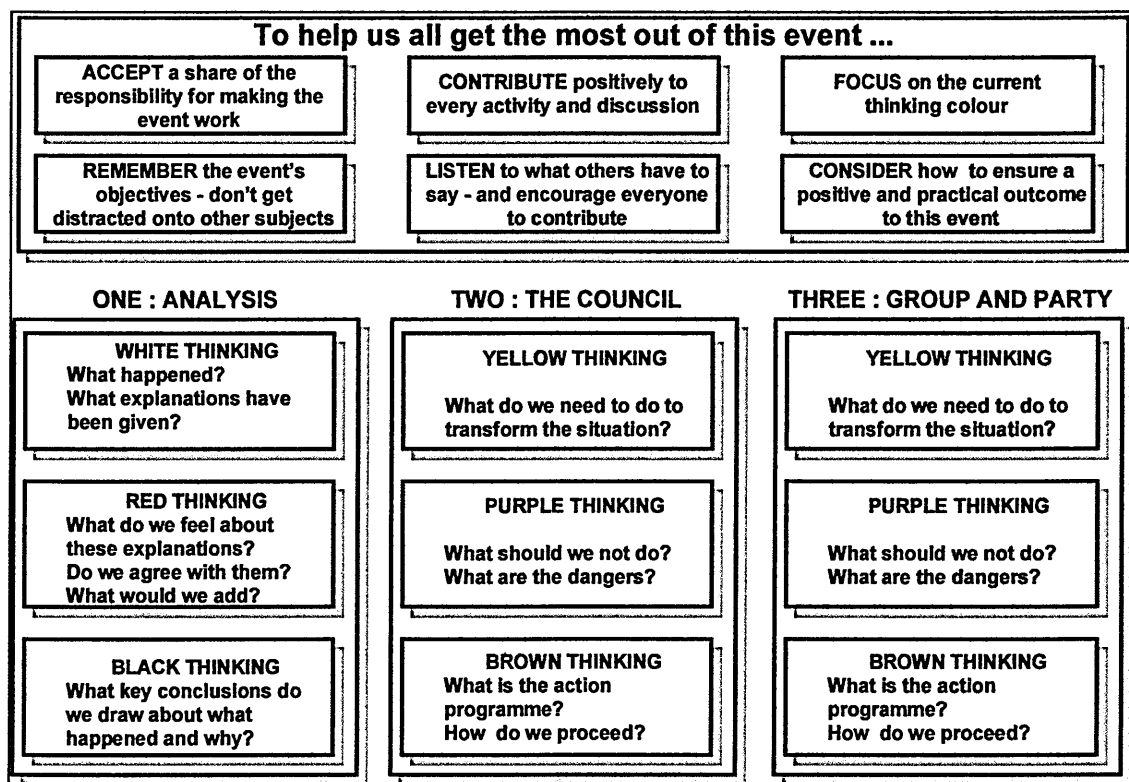 To help us all get the most out of this event ...
ACCEPT a share of the
responsibility for making the
event work
CONTRIBUTE positively to
every activity and discussion
FOCUS on the current
thinking colour
REMEMBER the event's
objectives - don't get
distracted onto other subjects
LISTEN to what others have to
say - and encourage everyone
to contribute
CONSIDER how to ensure a
positive and practical outcome
to this event
ONE : ANALYSIS
WHITE THINKING
What happened?
What explanations have
been given?
RED THINKING
What do we feel about
these explanations?
Do we agree with them?
What would we add?
BLACK THINKING
What key conclusions do
we draw about what
happened and why?
TWO : THE COUNCIL
YELLOW THINKING
What do we need to do to
transform the situation?
PURPLE THINKING
What should we not do?
What are the dangers?
BROWN THINKING
What is the action
programme?
How do we proceed?
THREE : GROUP AND PARTY
YELLOW THINKING
What do we need to do to
transform the situation?
PURPLE THINKING
What should we not do?
What are the dangers?
BROWN THINKING
What is the action
programme?
How do we proceed?